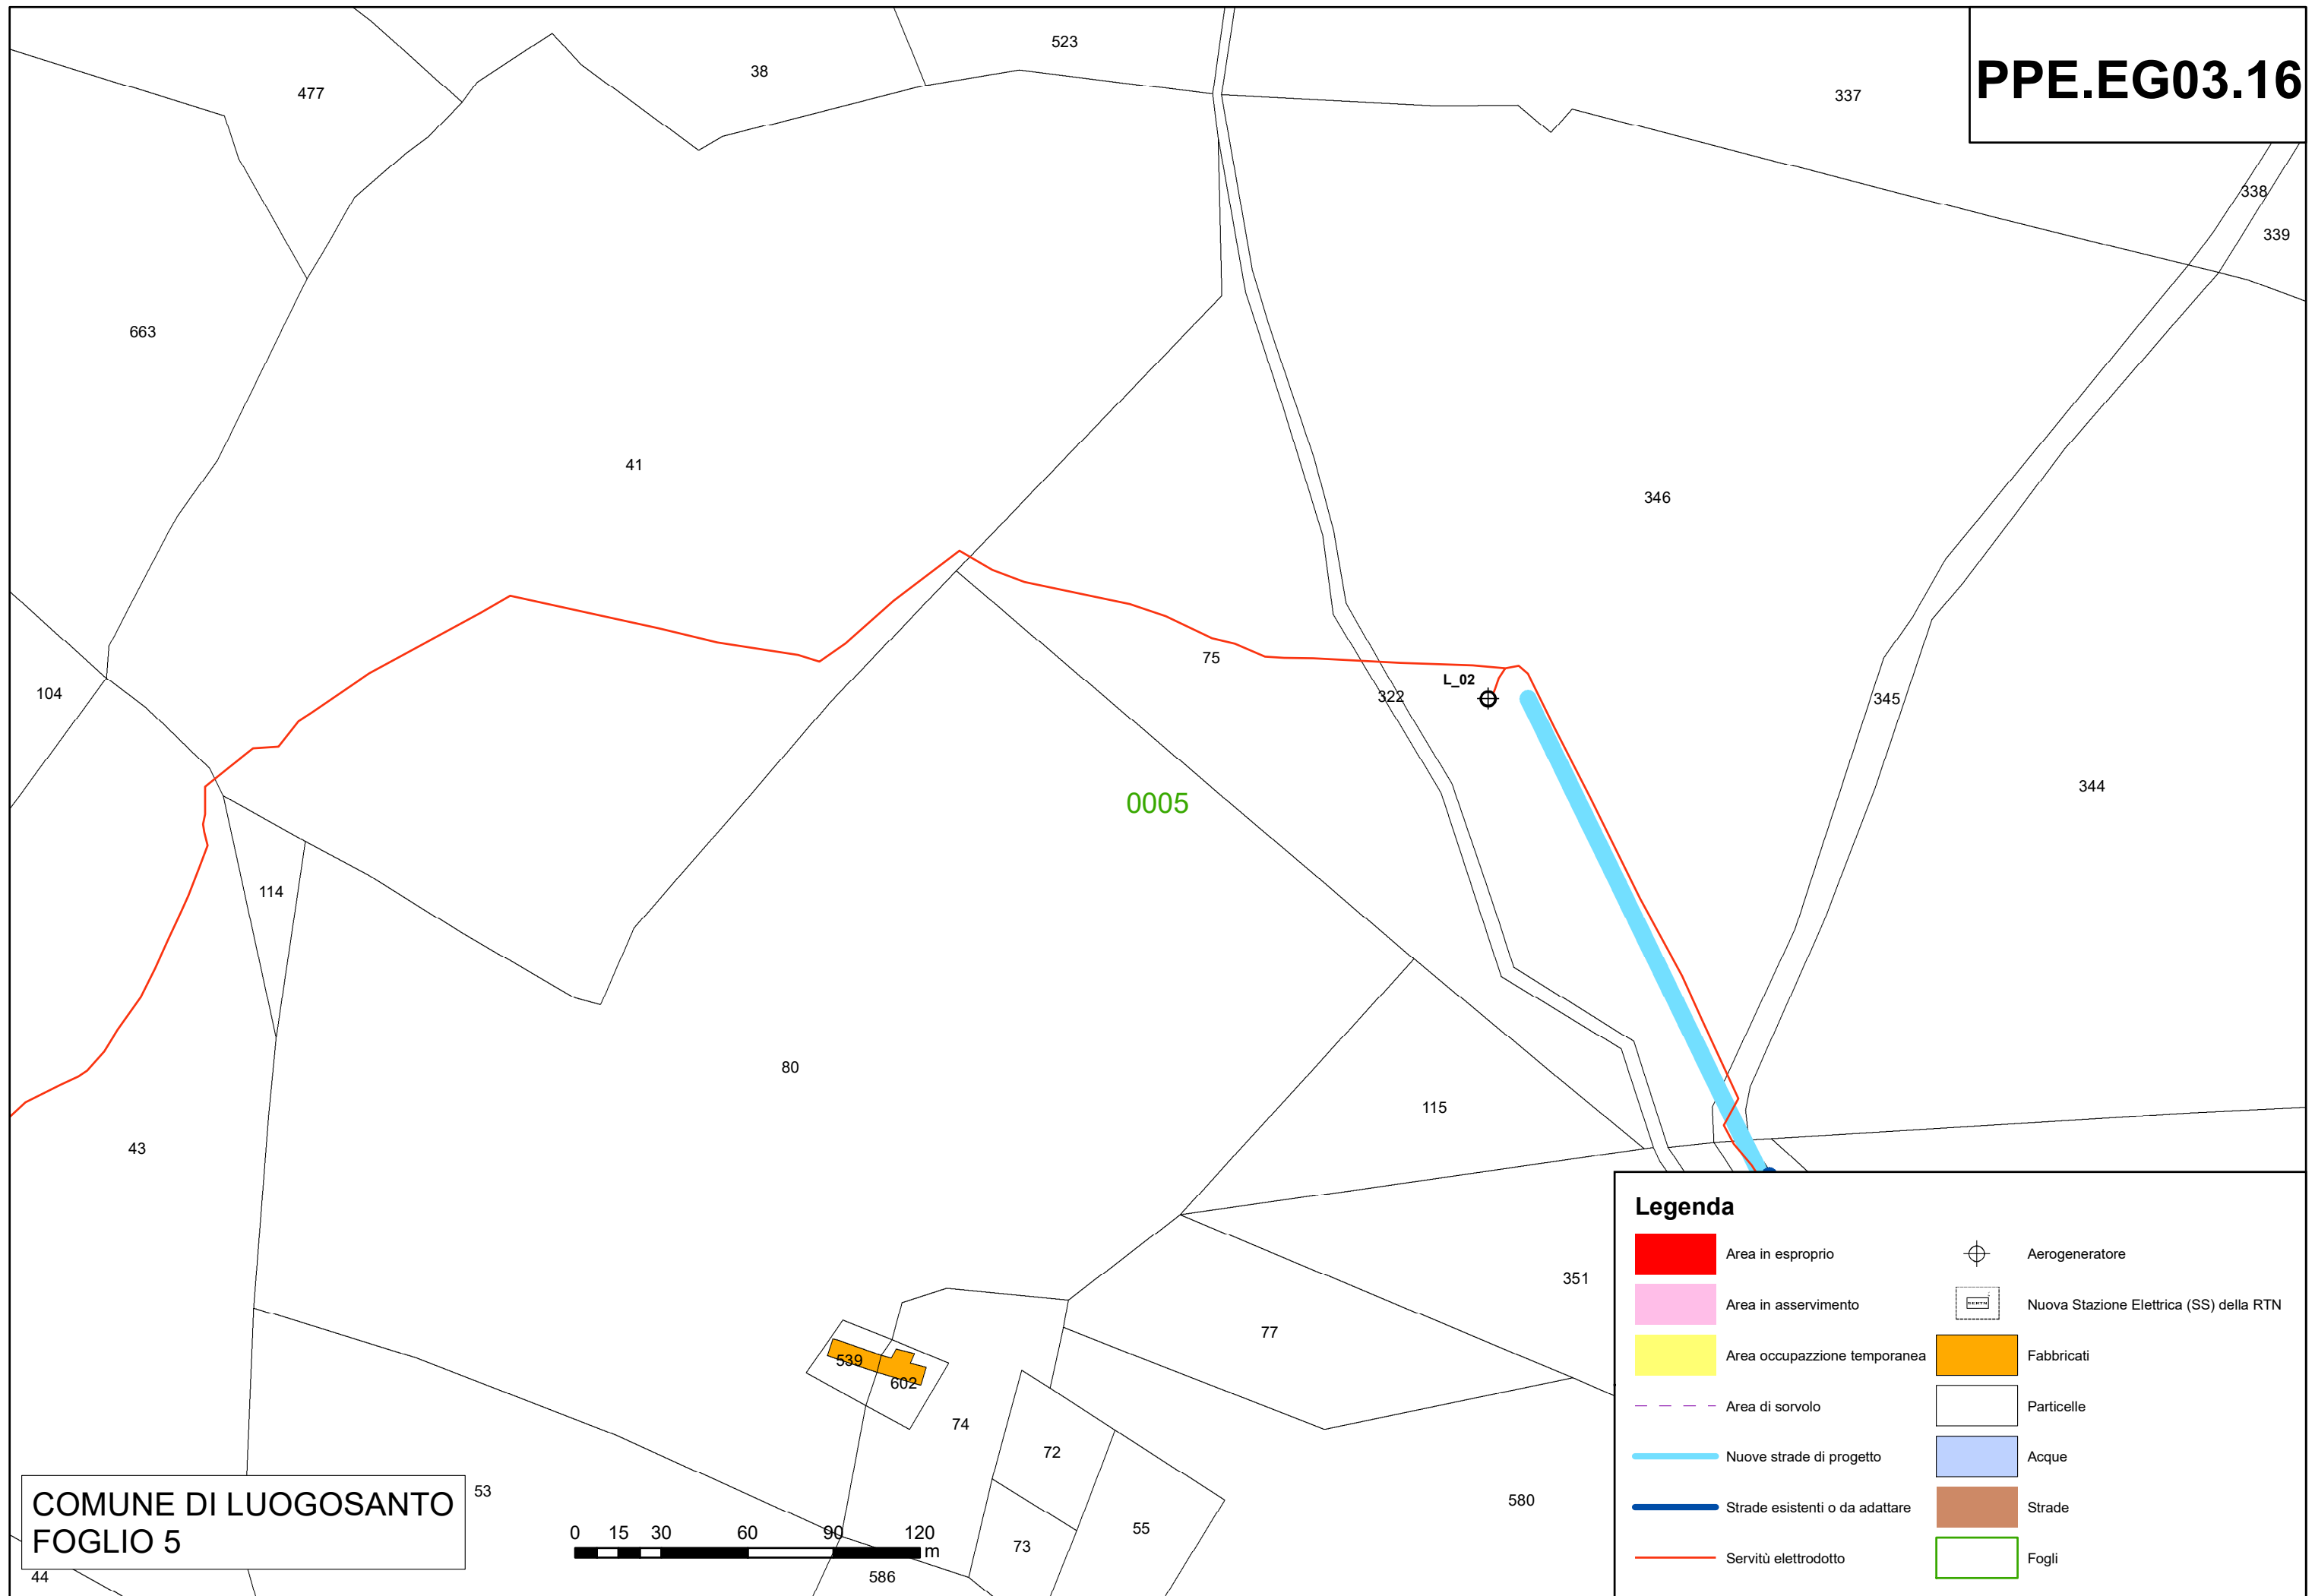 PPE.EG03.16
523
38
477
337
338
339
663
41
346
75
L_02
104
322
345
344
0005
114
80
115
43
351
77
539
602
74
72
53
580
55
73
586
44
COMUNE DI LUOGOSANTO
FOGLIO 5
0 15 30 60 90 120
m
Legenda
Area in esproprio
Area in asservimento
Area occupazzione temporanea
Area di sorvolo
Nuove strade di progetto
Strade esistenti o da adattare
Servitù elettrodotto
Aerogeneratore
Nuova Stazione Elettrica (SS) della RTN
Fabbricati
Particelle
Acque
Strade
Fogli